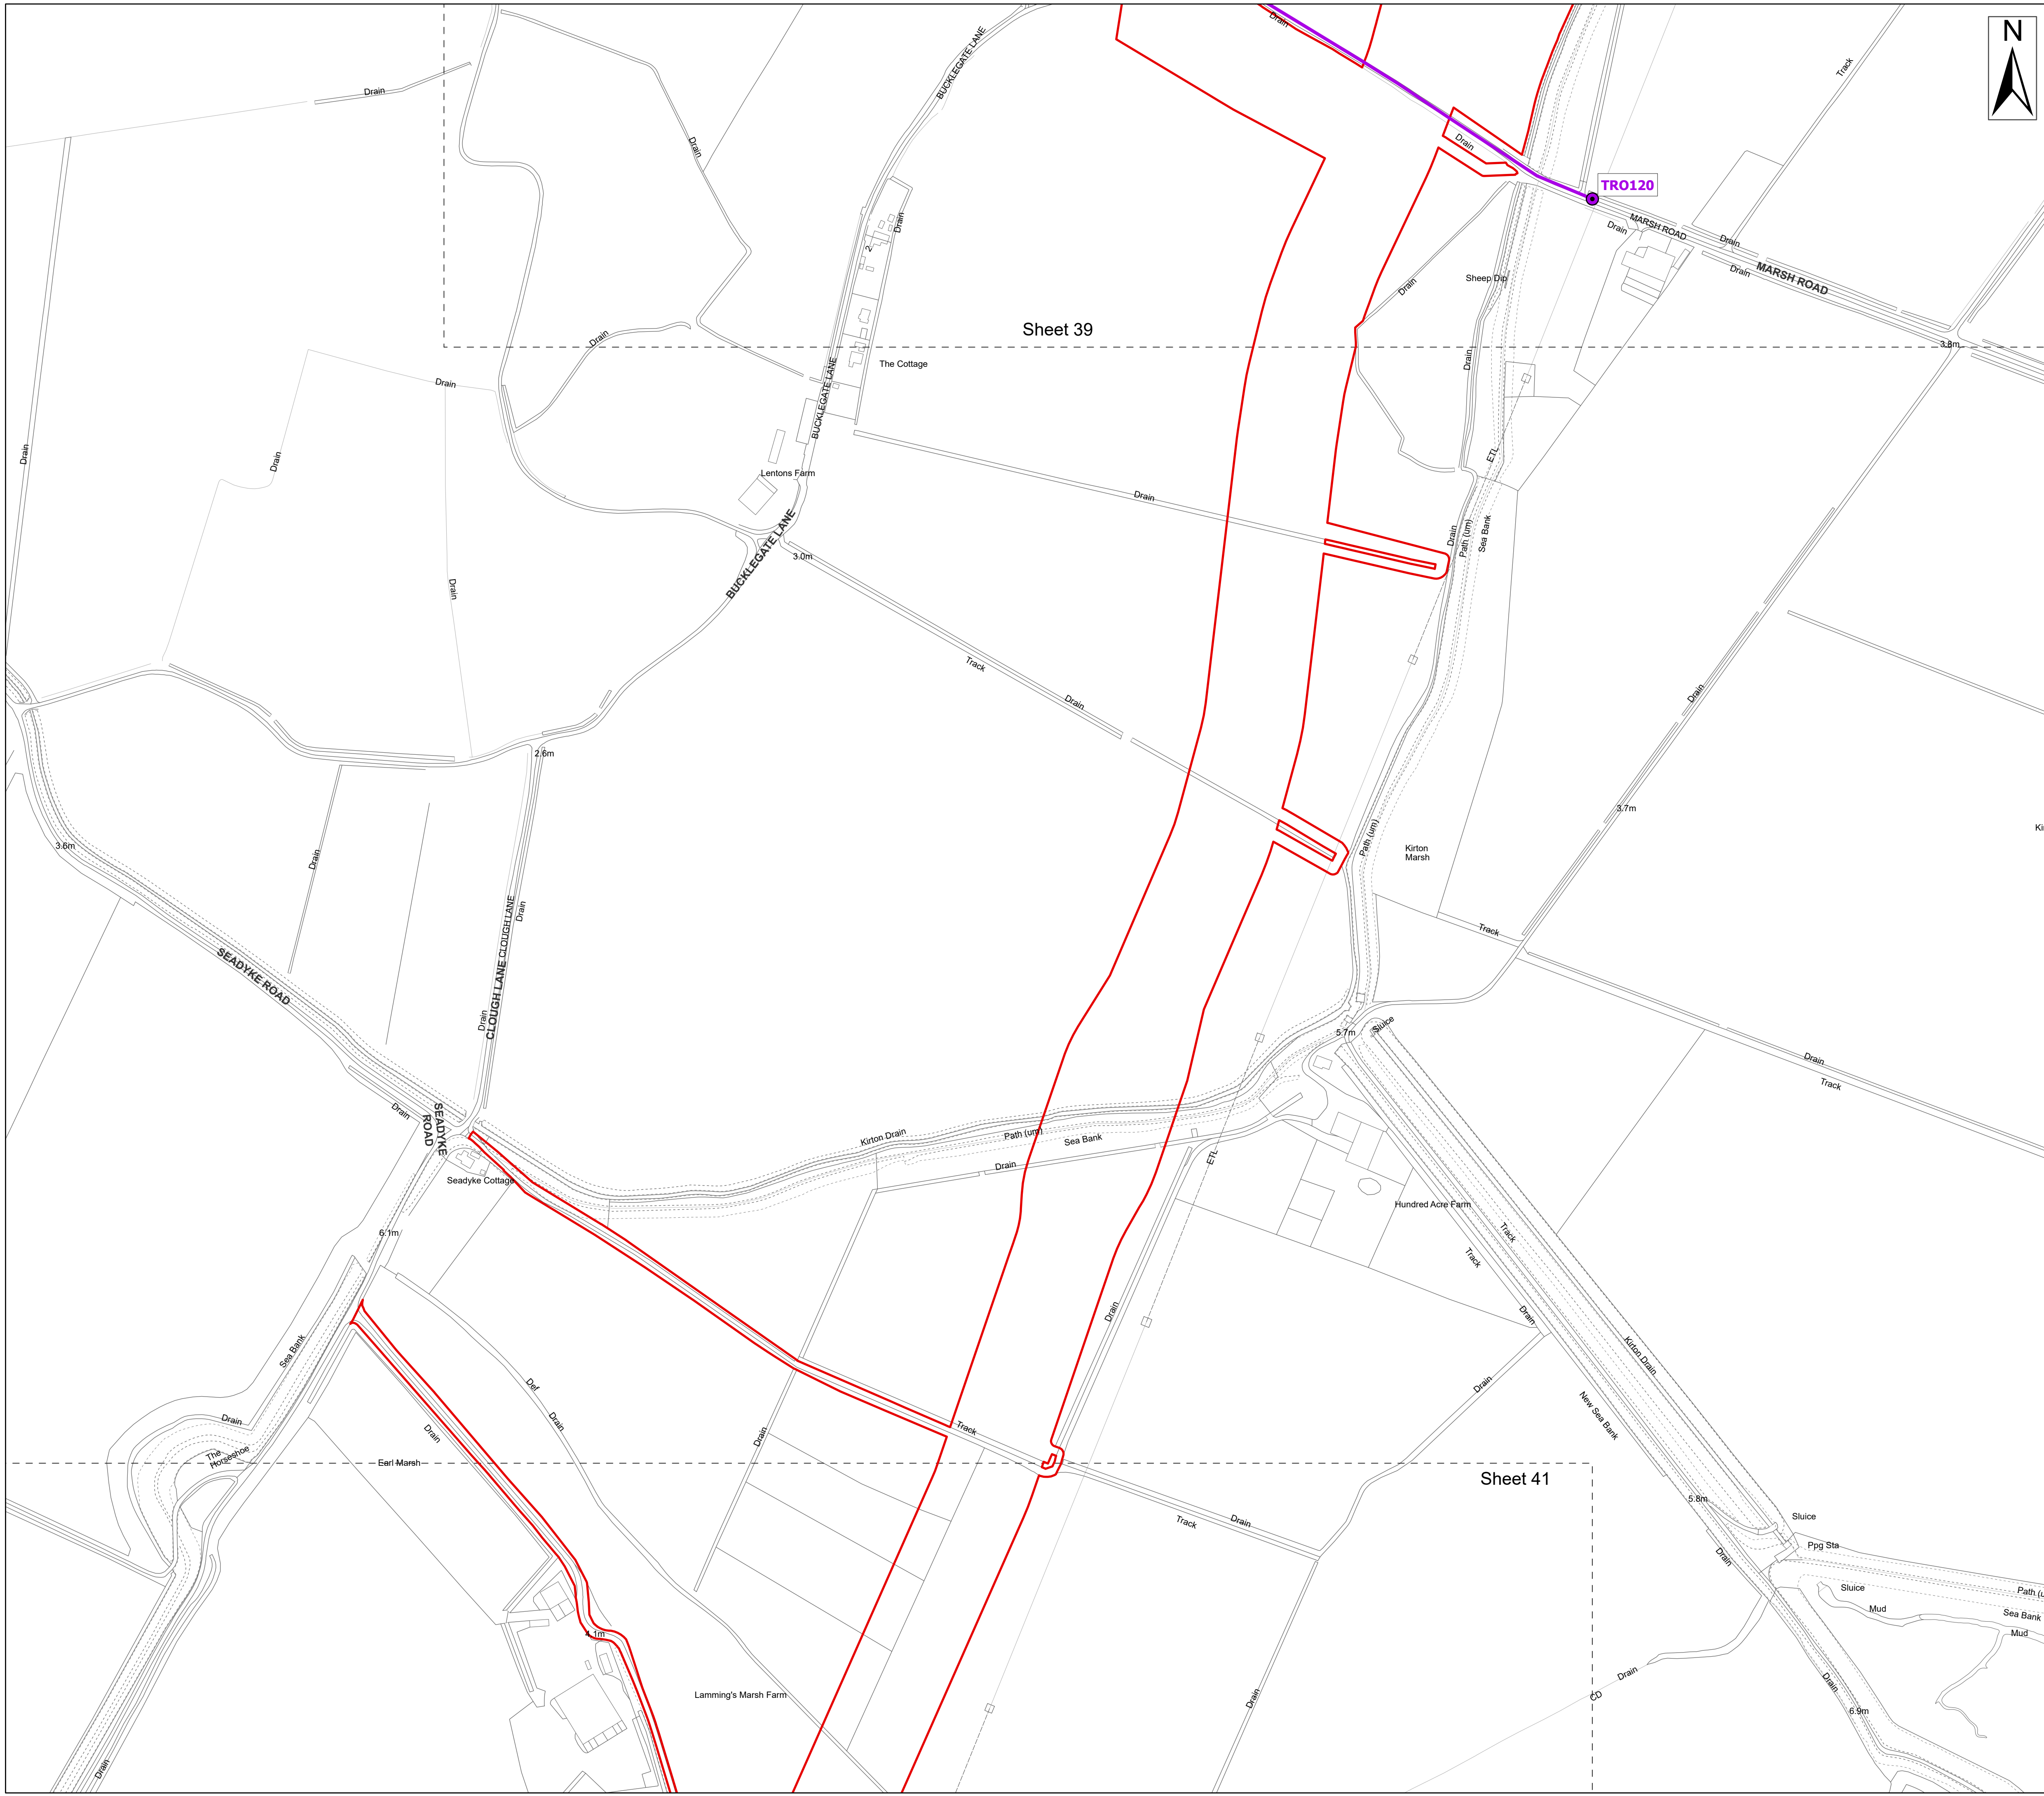 Drain
N
BUCKLEGATE LANE
Track
Drain
Drain
Drain
TRO120
Drain
2
MARSH ROAD
Drain
Drain
Drain
MARSH ROAD
Sheep Dip
Drain
Sheet 39
Drain
3.8m
The Cottage
Drain
Drain
BUCKLEGATE LANE
Drain
Drain
ETL
Lentons Farm
Drain
Drain
Path (um)
Sea Bank
BUCKLEGATE LANE
3.0m
Drain
Track
Drain
Drain
2.6m
3.7m
Ki
3.6m
Drain
Path (um)
Kirton
Marsh
CLOUGH LANE
Drain
Track
SEADYKE ROAD
CLOUGH LANE
Drain
5.7m
Sluice
Drain
Track
Drain
SEADYKE
ROAD
Kirton Drain
Path (um)
Sea Bank
Drain
ETL
Seadyke Cottage
Hundred Acre Farm
6.1m
Track
Track
Drain
Drain
Kirton Drain
Sea Bank
Def
Drain
Drain
New Sea Bank
Drain
Drain
Track
Drain
The
Horseshoe
Earl Marsh
Sheet 41
5.8m
Track
Drain
Sluice
Ppg Sta
Drain
Sluice
Path (u
Mud
Sea Bank
Mud
4.1m
Drain
Lamming's Marsh Farm
Drain
CD
Drain
6.9m
Drain